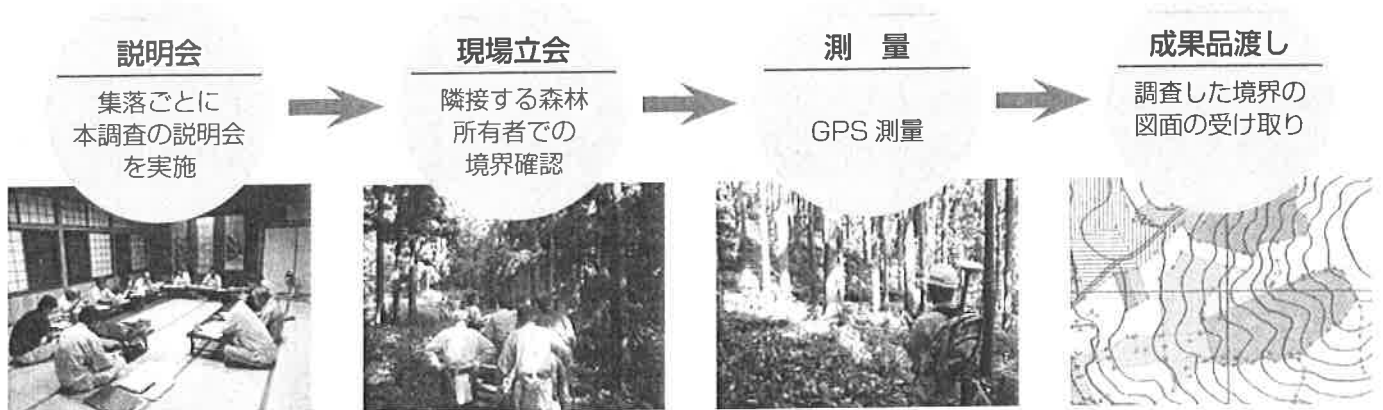 説明会
集落ごとに
本調査の説明会
を実施
現場立会
隣接する森林
所有者での
境界確認
測　量
GPS 測量
成果品渡し
調査した境界の
図面の受け取り